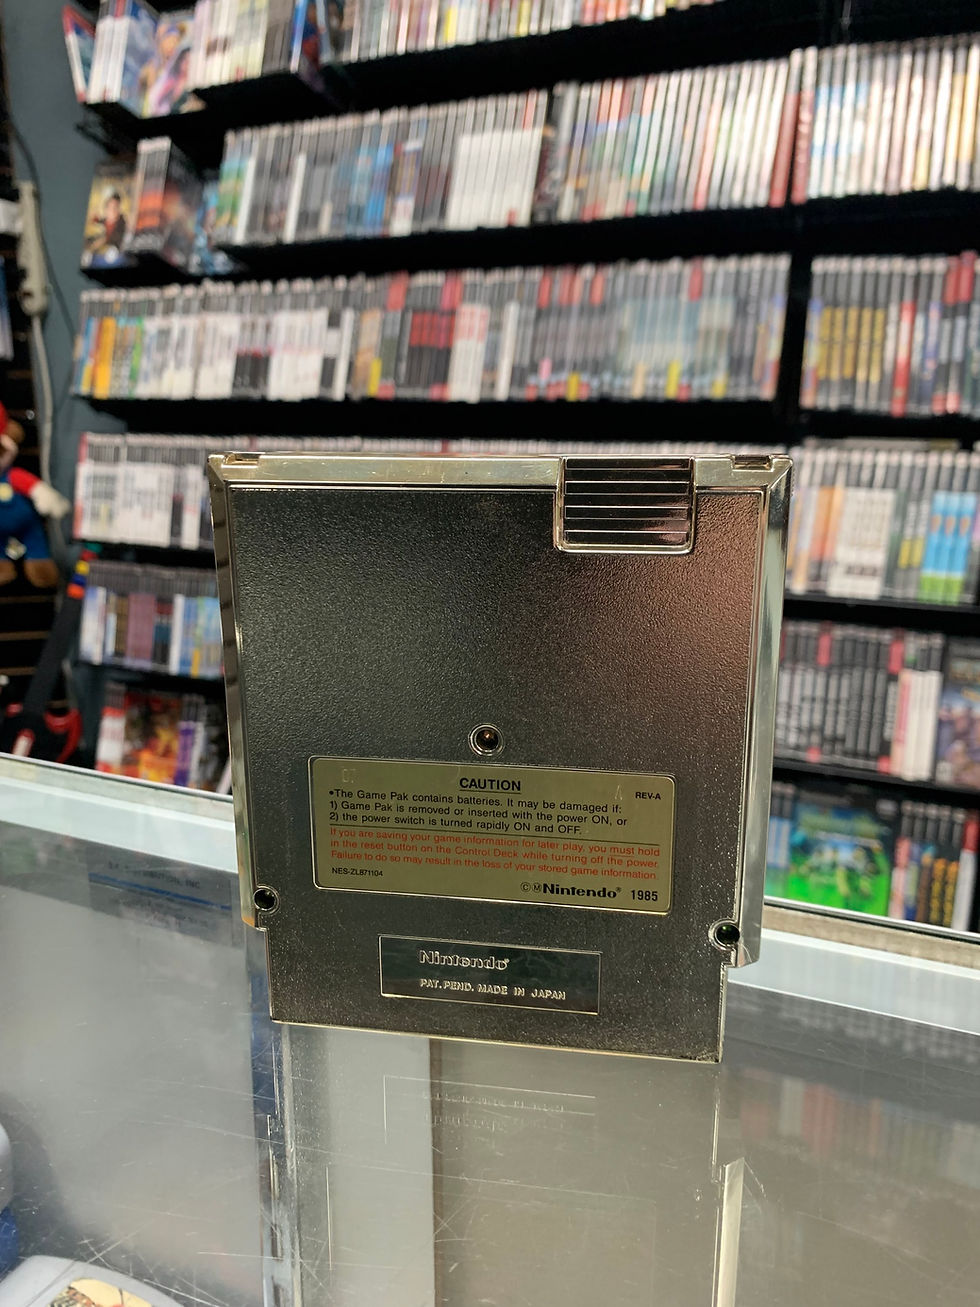 CAUTION
REV-A
•The Game Pak contains batteries. It may be damaged if:
1) Game Pak is removed or inserted with the power ON, or
2) the power switch is turned rapidly ON and OFF.
If you are saving your game information for later play, you must hold
in the reset button on the Control Deck while turning off the power.
Failure to do so may result in the loss of your stored game information.
NES-ZL871104
©ⓂNintendo® 1985
Nintendo®
PAT. PEND. MADE IN JAPAN